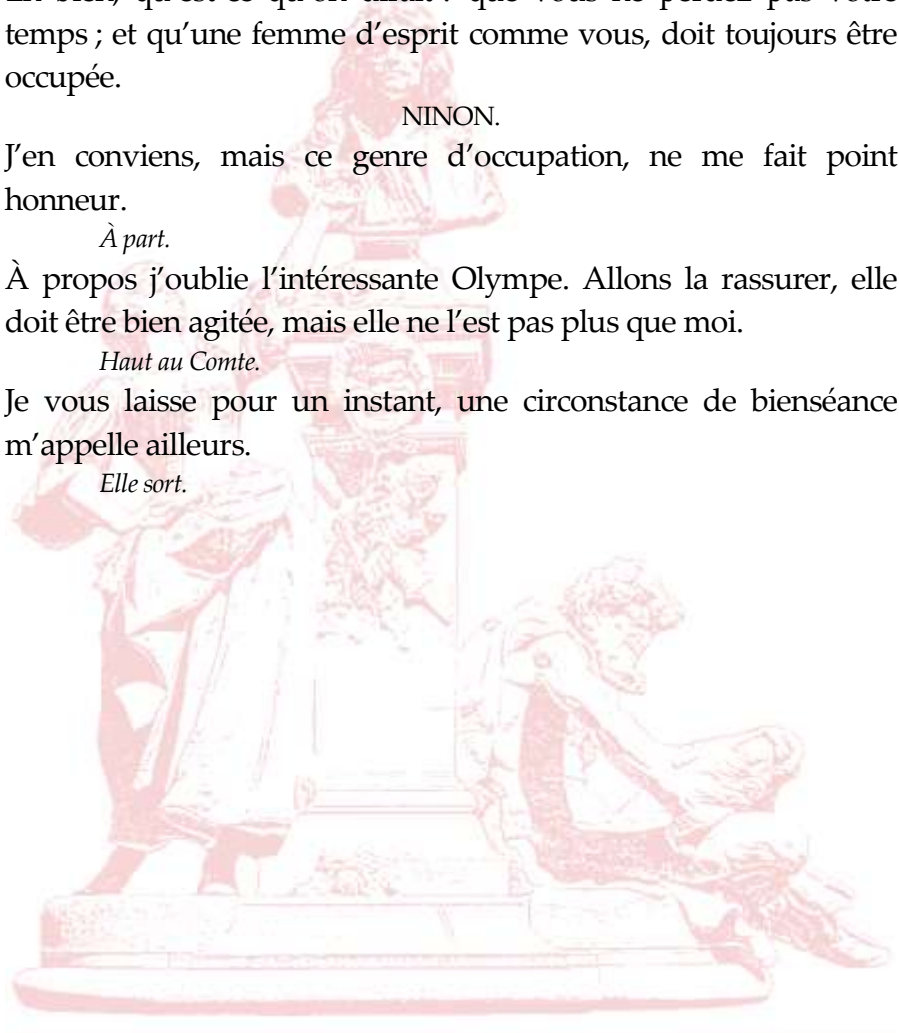 temps ; et qu'une femme d'esprit comme vous, doit toujours être
occupée.
NINON.
J'en conviens, mais ce genre d'occupation, ne me fait point
honneur.
À part.
À propos j'oublie l'intéressante Olympe. Allons la rassurer, elle
doit être bien agitée, mais elle ne l'est pas plus que moi.
Haut au Comte.
Je vous laisse pour un instant, une circonstance de bienséance
m'appelle ailleurs.
Elle sort.